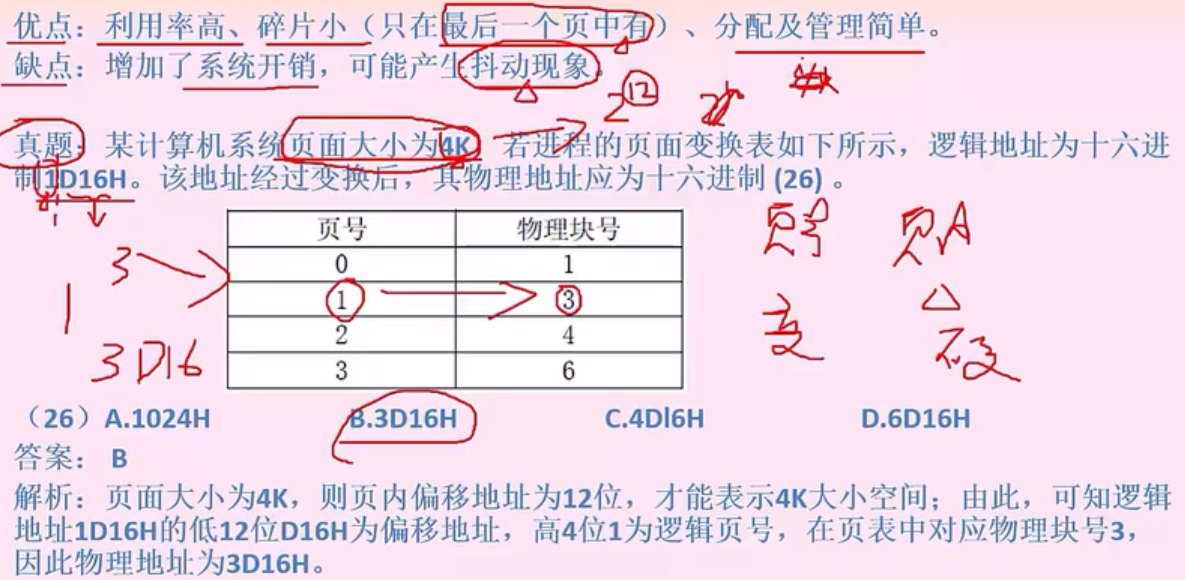 优点：利用率高、碎片小（只在最后一个页中有）、分配及管理简单。
缺点：增加了系统开销，可能产生抖动现象。
2^12
真题：某计算机系统页面大小为4K，若进程的页面变换表如下所示，逻辑地址为十六进
制1D16H。该地址经过变换后，其物理地址应为十六进制 (26) 。
页号 物理块号
0 1
1 3
2 4
3 6
页号 页内
变 不变
3
1
3D16
（26）A.1024H B.3D16H C.4Dl6H D.6D16H
答案： B
解析：页面大小为4K，则页内偏移地址为12位，才能表示4K大小空间；由此，可知逻辑
地址1D16H的低12位D16H为偏移地址，高4位1为逻辑页号，在页表中对应物理块号3，
因此物理地址为3D16H。